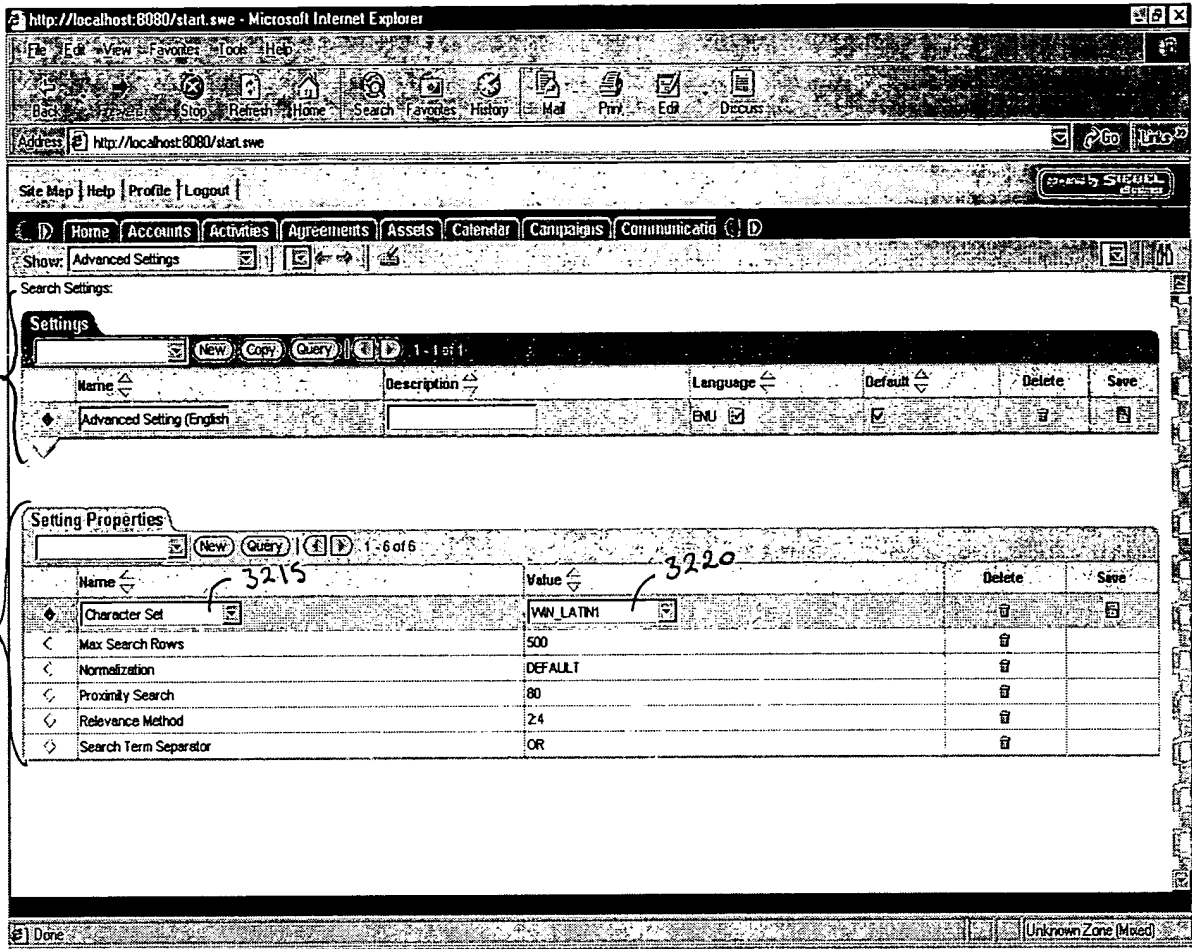 http://localhost:8080/start.swe - Microsoft Internet Explorer
File Edit View Favorites Tools Help
Back Stop Refresh Home Search Favorites History Mail Print Edit Discuss
Address http://localhost:8080/start.swe Go Links »
Site Map | Help | Profile | Logout |
powered by SIEBEL
Home Accounts Activities Agreements Assets Calendar Campaigns Communicatio
Show: Advanced Settings
Search Settings:
Settings
New Copy Query 1 - 1 of 1
Name Description Language Default Delete Save
Advanced Setting (English ENU
Setting Properties
New Query 1 - 6 of 6
Name 3215 Value 3220 Delete Save
Character Set WIN_LATIN1
Max Search Rows 500
Normalization DEFAULT
Proximity Search 80
Relevance Method 2:4
Search Term Separator OR
Done Unknown Zone (Mixed)